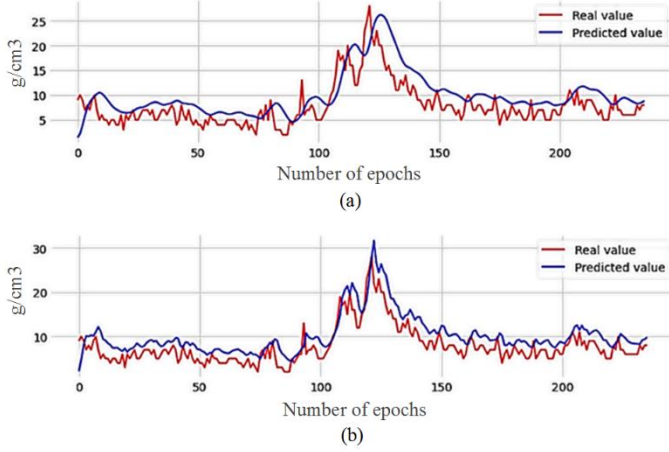 g/cm3
25
20
15
10
5
Real value
Predicted value
0
50
100
150
200
Number of epochs
(a)
g/cm3
30
20
10
Real value
Predicted value
0
50
100
150
200
Number of epochs
(b)